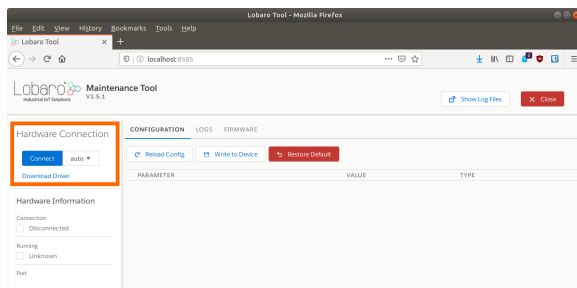 Lobaro Tool - Mozilla Firefox
File Edit View History Bookmarks Tools Help
Lobaro Tool
localhost:8585
Lobaro Maintenance Tool
Industrial IoT Solutions V1.5.1
Show Log Files Close
Hardware Connection
CONFIGURATION LOGS FIRMWARE
Connect auto
Reload Config Write to Device Restore Default
Download Driver
PARAMETER VALUE TYPE
Hardware Information
Connection
Disconnected
Running
Unknown
Port